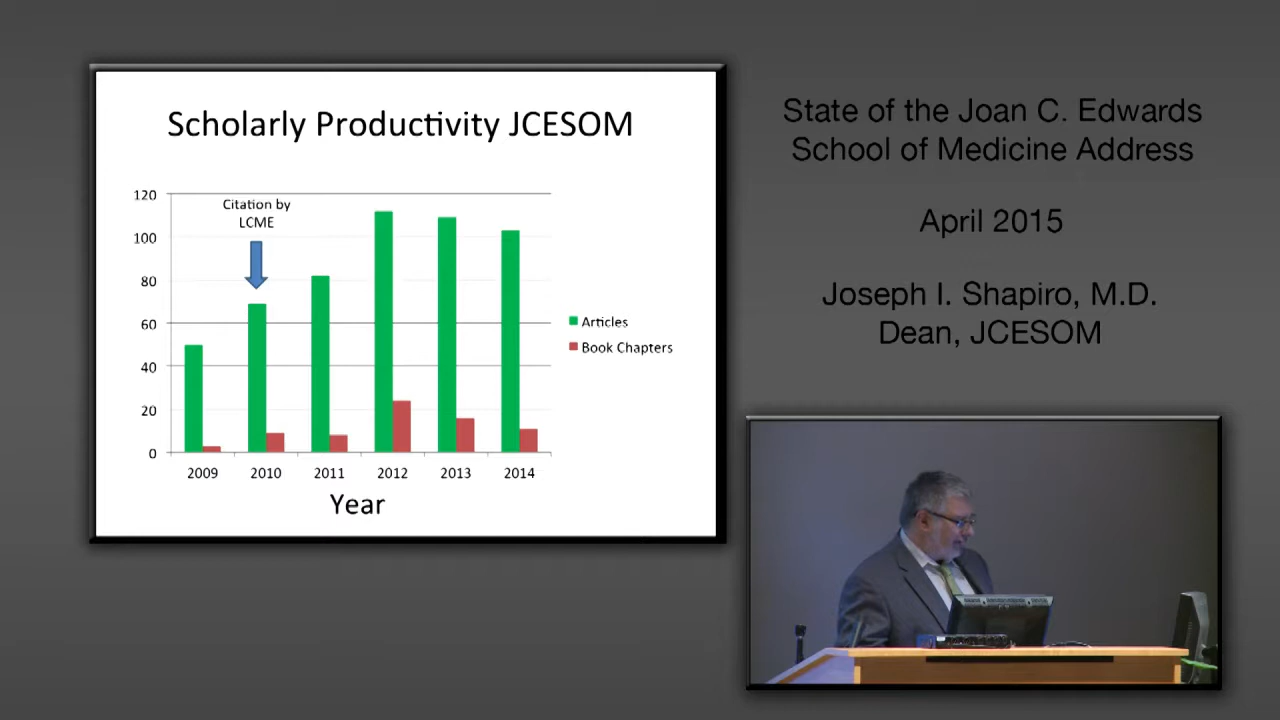 Scholarly Productivity JCESOM
120
100
80
60
40
20
0
Citation by
LCME
Articles
Book Chapters
2009 2010 2011 2012 2013 2014
Year
State of the Joan C. Edwards
School of Medicine Address
April 2015
Joseph I. Shapiro, M.D.
Dean, JCESOM